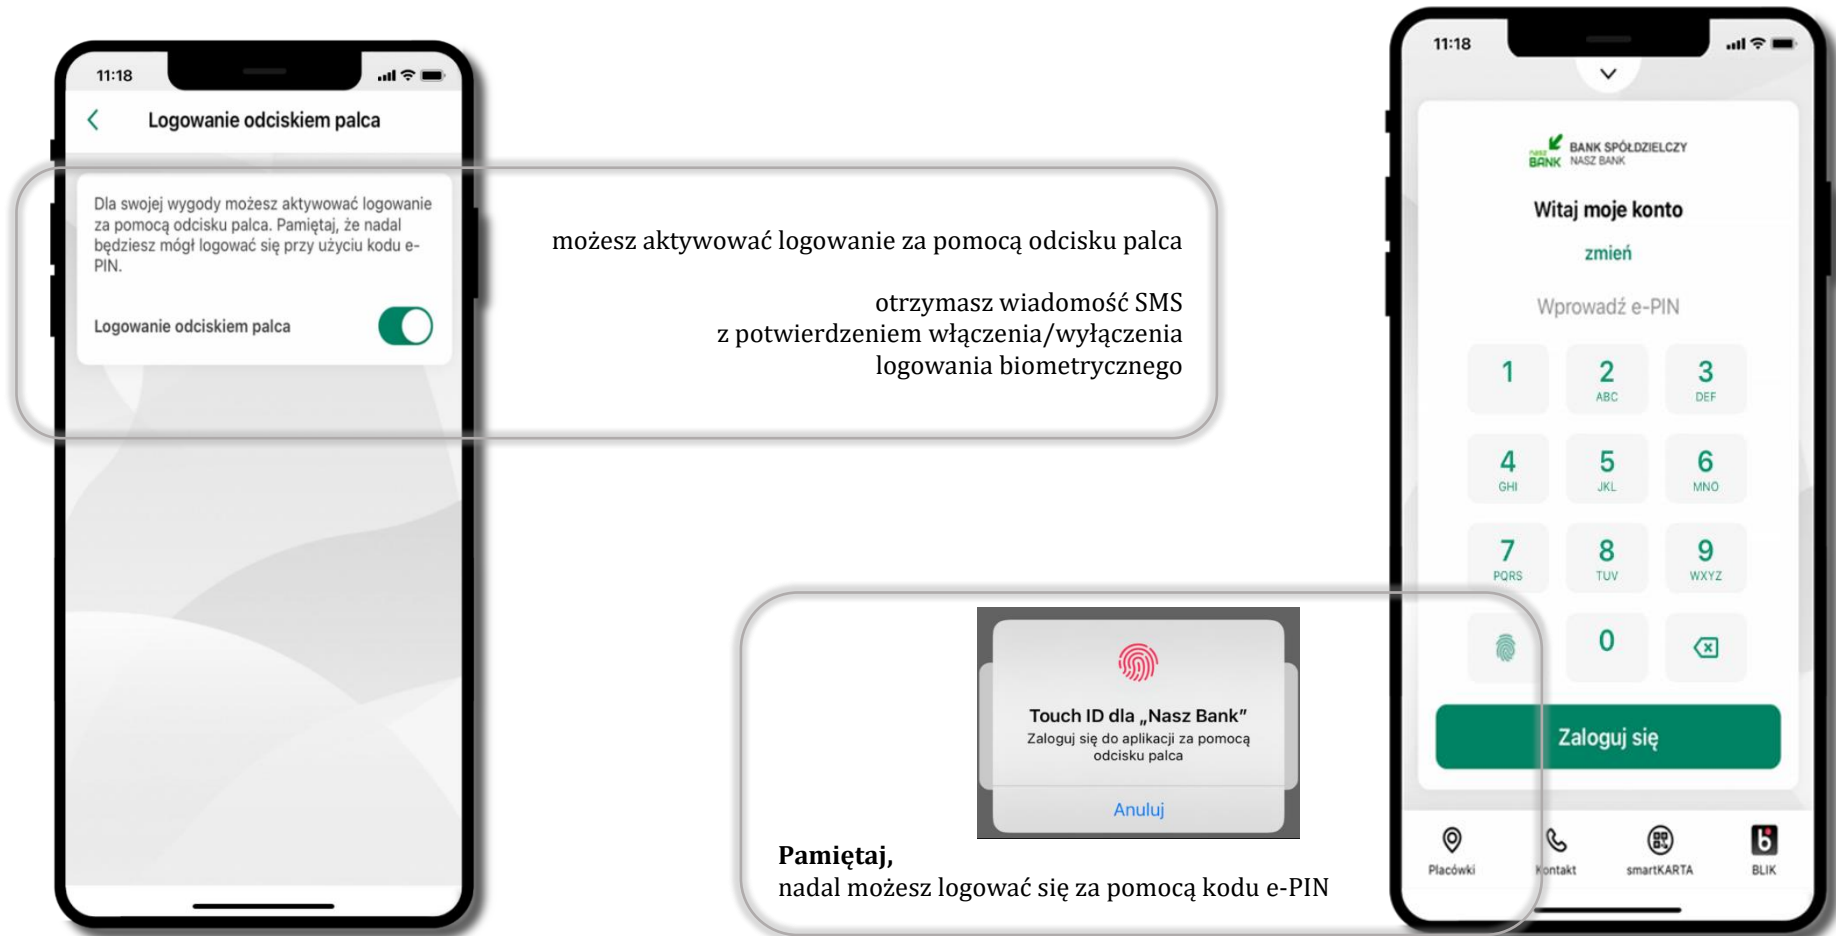 11:18
Logowanie odciskiem palca
Dla swojej wygody możesz aktywować logowanie
za pomocą odcisku palca. Pamiętaj, że nadal
będziesz mógł logować się przy użyciu kodu e-
PIN.
Logowanie odciskiem palca
możesz aktywować logowanie za pomocą odcisku palca
otrzymasz wiadomość SMS
z potwierdzeniem włączenia/wyłączenia
logowania biometrycznego
Touch ID dla „Nasz Bank”
Zaloguj się do aplikacji za pomocą
odcisku palca
Anuluj
Pamiętaj,
nadal możesz logować się za pomocą kodu e-PIN
11:18
nasz BANK SPÓŁDZIELCZY
BANK NASZ BANK
Witaj moje konto
zmień
Wprowadź e-PIN
1 2 3
ABC DEF
4 5 6
GHI JKL MNO
7 8 9
PQRS TUV WXYZ
0
Zaloguj się
Placówki Kontakt smartKARTA BLIK